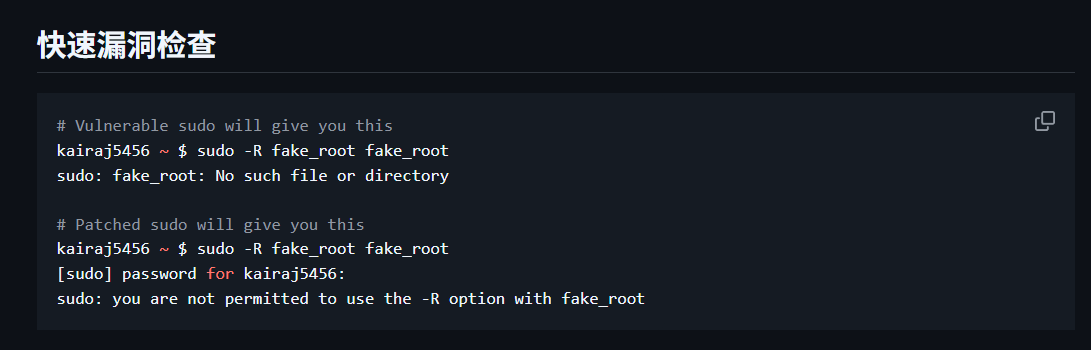 快速漏洞检查
# Vulnerable sudo will give you this
kairaj5456 ~ $ sudo -R fake_root fake_root
sudo: fake_root: No such file or directory
# Patched sudo will give you this
kairaj5456 ~ $ sudo -R fake_root fake_root
[sudo] password for kairaj5456:
sudo: you are not permitted to use the -R option with fake_root